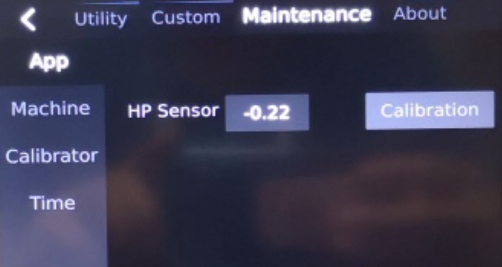 Utility Custom Maintenance About
App
Machine HP Sensor -0.22 Calibration
Calibrator
Time